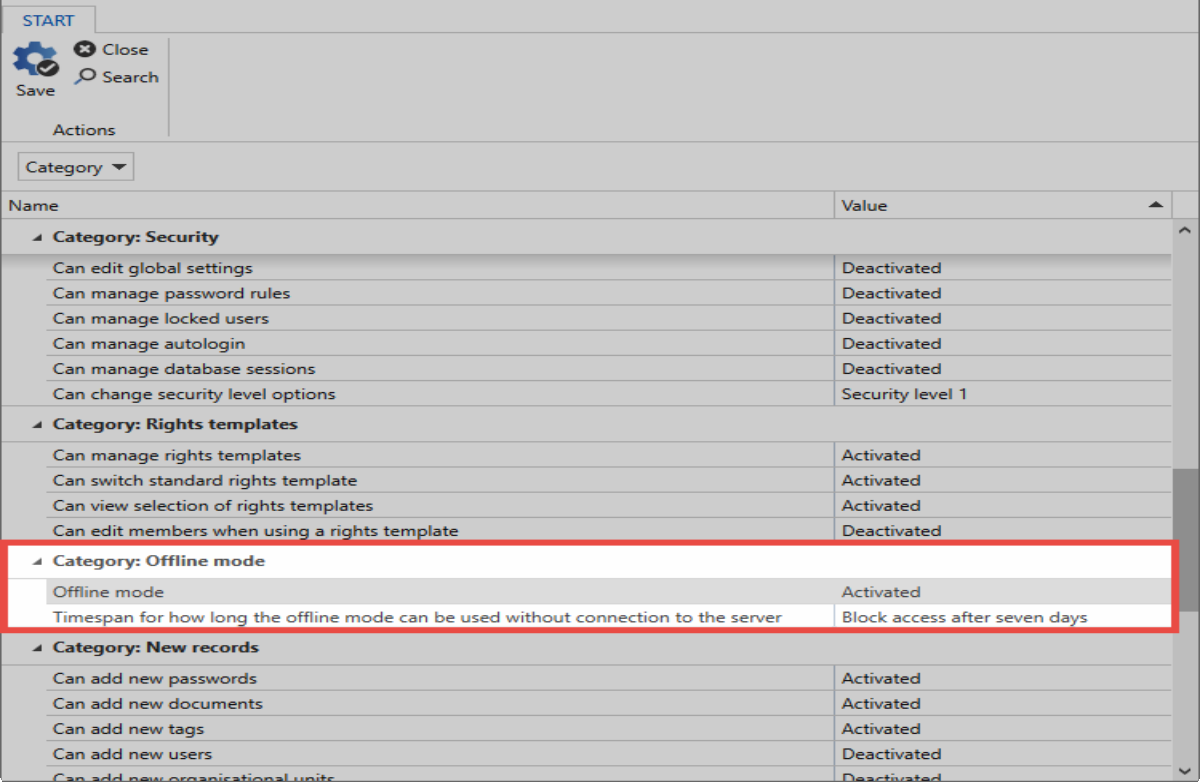 START
Close
Search
Save
Actions
Category
Name Value
Category: Security
Can edit global settings Deactivated
Can manage password rules Deactivated
Can manage locked users Deactivated
Can manage autologin Deactivated
Can manage database sessions Deactivated
Can change security level options Security level 1
Category: Rights templates
Can manage rights templates Activated
Can switch standard rights template Activated
Can view selection of rights templates Activated
Can edit members when using a rights template Deactivated
Category: Offline mode
Offline mode Activated
Timespan for how long the offline mode can be used without connection to the server Block access after seven days
Category: New records
Can add new passwords Activated
Can add new documents Activated
Can add new tags Activated
Can add new users Deactivated
Can add new organisational units Deactivated